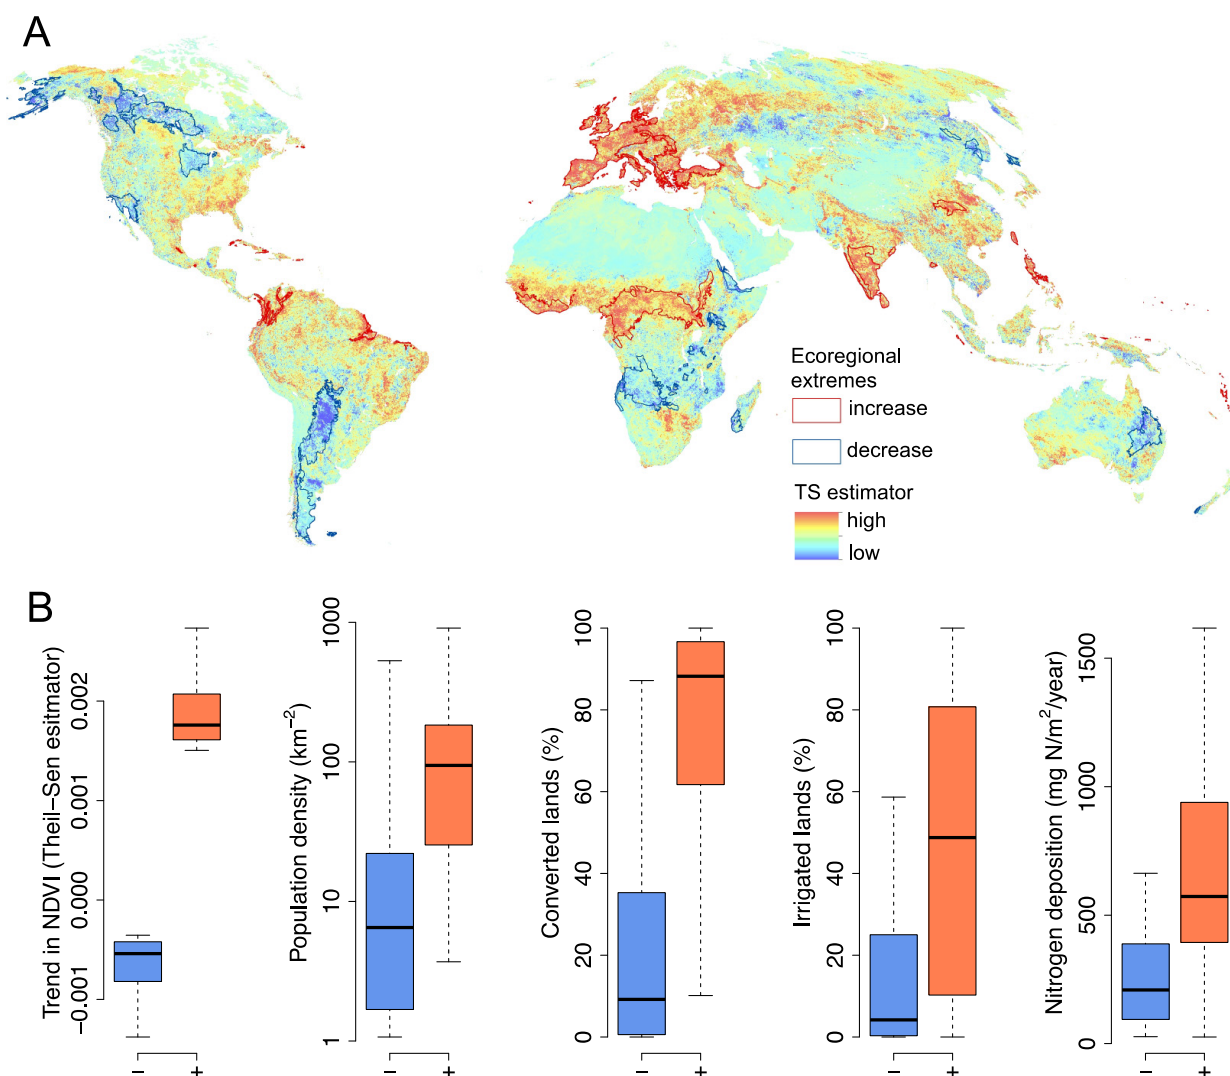 A
Ecoregional
extremes
increase
decrease
TS estimator
high
low
B
Trend in NDVI (Theil−Sen esitmator)
−0.001
0.000
0.001
0.002
−
+
Population density (km−2)
1
10
100
1000
−
+
Converted lands (%)
0
20
40
60
80
100
−
+
Irrigated lands (%)
0
20
40
60
80
100
−
+
Nitrogen deposition (mg N/m2/year)
0
500
1000
1500
−
+